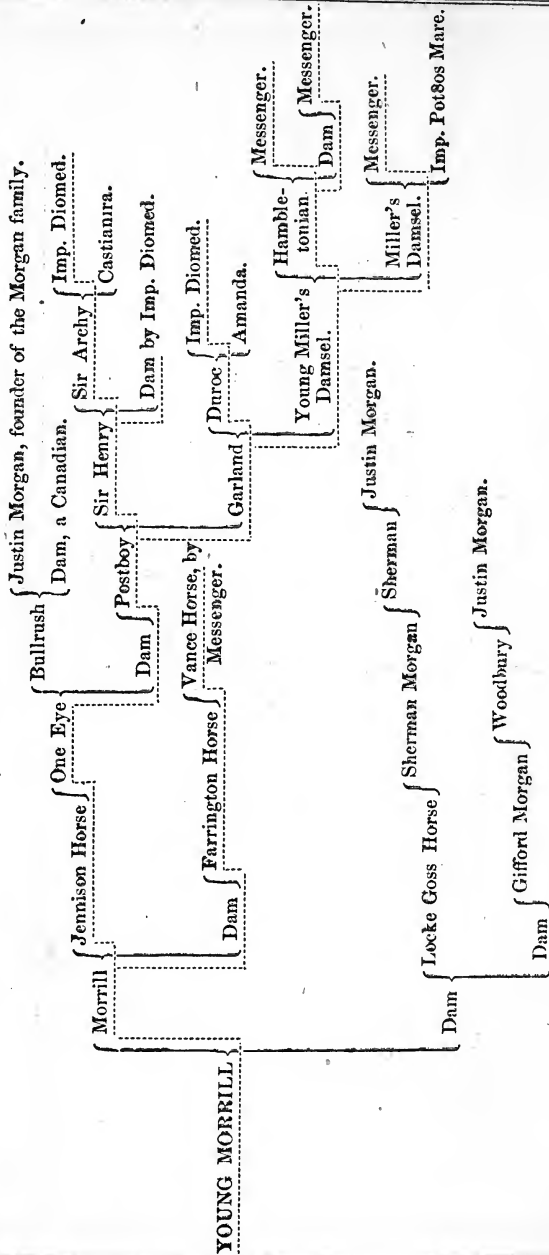 YOUNG MORRILL
Morrill
Jennison Horse
One Eye
Bullrush
Justin Morgan, founder of the Morgan family.
Dam, a Canadian.
Dam
Postboy
Sir Henry
Sir Archy
Imp. Diomed.
Castianira.
Dam by Imp. Diomed.
Garland
Duroc
Imp. Diomed.
Amanda.
Young Miller's
Damsel.
Hamble-
tonian.
Messenger.
Dam
Messenger.
Miller's
Damsel.
Messenger.
Imp. Pot8os Mare.
Dam
Farrington Horse
Vance Horse, by
Messenger.
Dam
Locke Goss Horse
Sherman Morgan
Sherman
Justin Morgan.
Dam
Gifford Morgan
Woodbury
Justin Morgan.